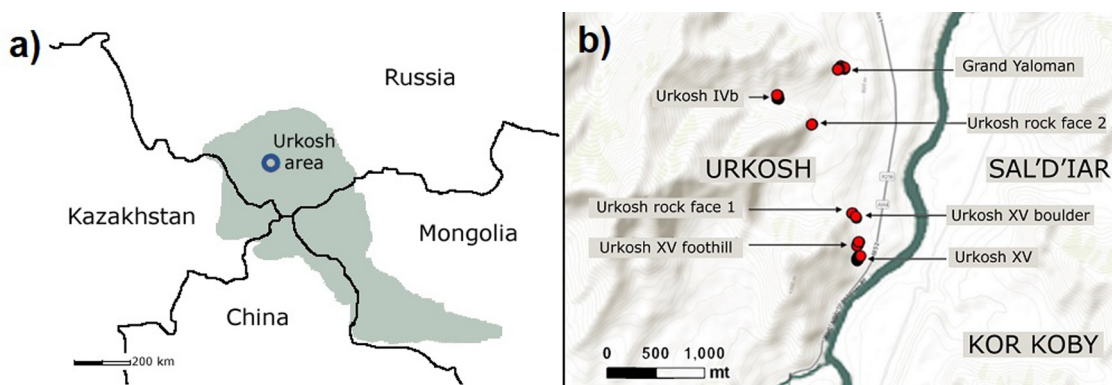 a)
Russia
Urkosh
area
Kazakhstan
Mongolia
China
200 km
b)
Grand Yaloman
Urkosh IVb
Urkosh rock face 2
URKOSH
SAL'D'IAR
Urkosh rock face 1
Urkosh XV boulder
Urkosh XV foothill
Urkosh XV
0 500 1,000
mt
KOR KOBY